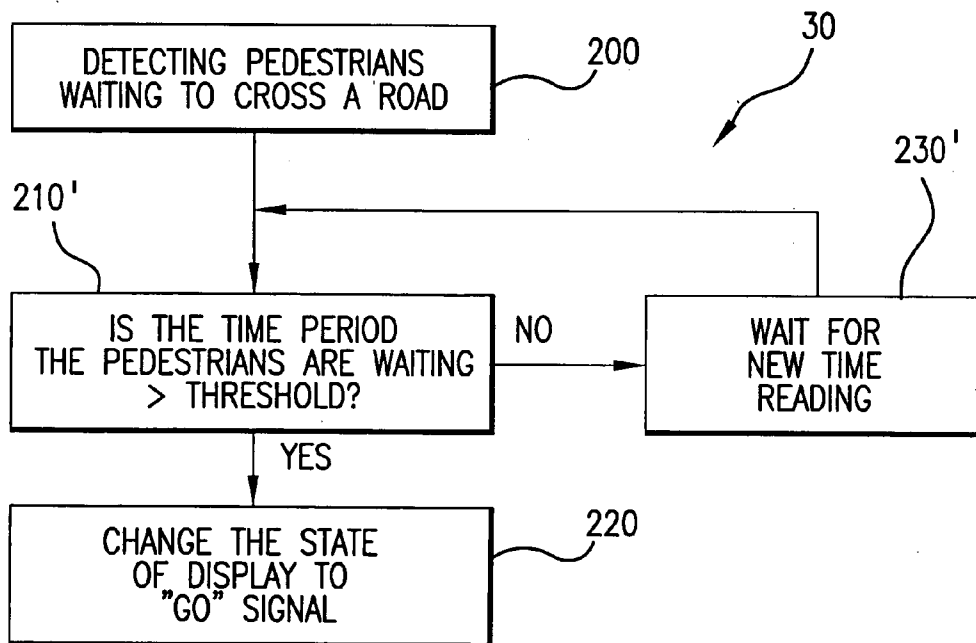 30
DETECTING PEDESTRIANS
WAITING TO CROSS A ROAD
200
210'
230'
IS THE TIME PERIOD
THE PEDESTRIANS ARE WAITING
> THRESHOLD?
NO
WAIT FOR
NEW TIME
READING
YES
CHANGE THE STATE
OF DISPLAY TO
"GO" SIGNAL
220